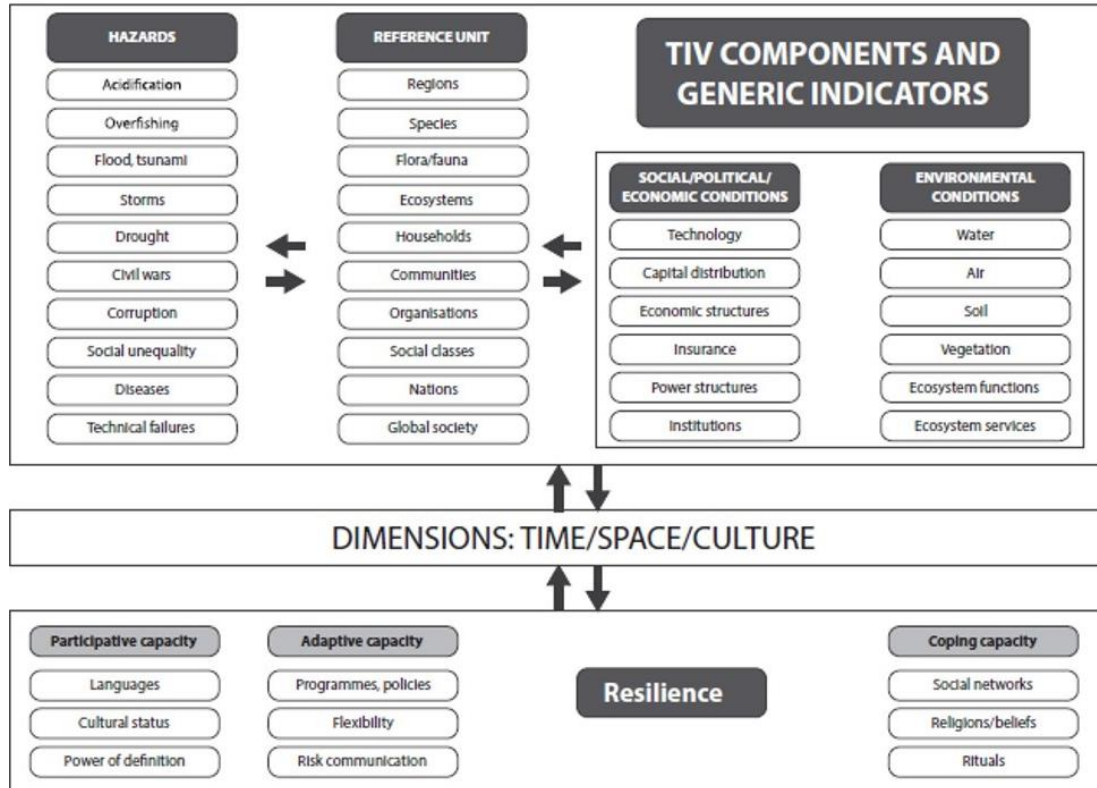 HAZARDS
Acidification
Overfishing
Flood, tsunami
Storms
Drought
Civil wars
Corruption
Social unequality
Diseases
Technical failures
REFERENCE UNIT
Regions
Species
Flora/fauna
Ecosystems
Households
Communities
Organisations
Social classes
Nations
Global society
TIV COMPONENTS AND
GENERIC INDICATORS
SOCIAL/POLITICAL/
ECONOMIC CONDITIONS
Technology
Capital distribution
Economic structures
Insurance
Power structures
Institutions
ENVIRONMENTAL
CONDITIONS
Water
Air
Soil
Vegetation
Ecosystem functions
Ecosystem services
DIMENSIONS: TIME/SPACE/CULTURE
Participative capacity
Languages
Cultural status
Power of definition
Adaptive capacity
Programmes, policies
Flexibility
Risk communication
Resilience
Coping capacity
Social networks
Religions/beliefs
Rituals